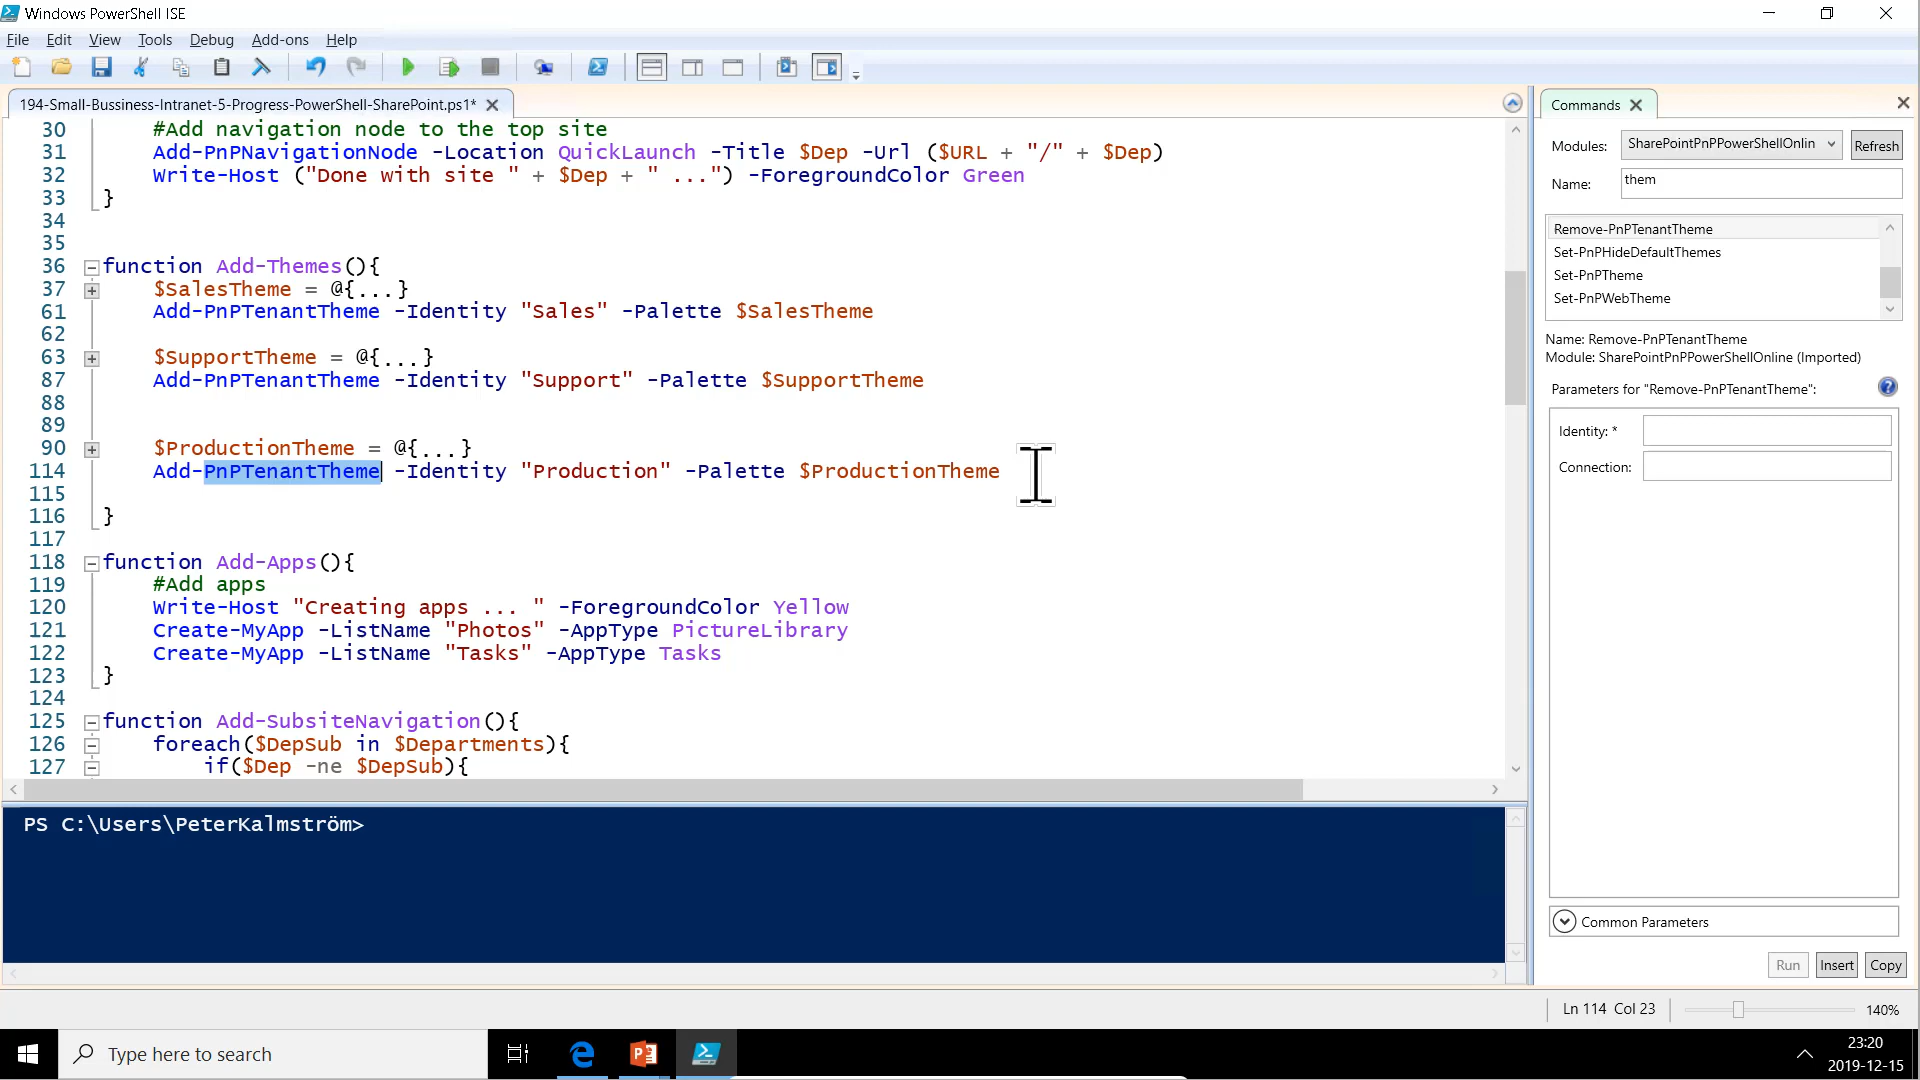 Windows PowerShell ISE
File Edit View Tools Debug Add-ons Help
194-Small-Bussiness-Intranet-5-Progress-PowerShell-SharePoint.ps1*
30 #Add navigation node to the top site
31 Add-PnPNavigationNode -Location QuickLaunch -Title $Dep -Url ($URL + "/" + $Dep)
32 Write-Host ("Done with site " + $Dep + " ...") -ForegroundColor Green
33 }
34
35
36 function Add-Themes(){
37 $SalesTheme = @{...}
61 Add-PnPTenantTheme -Identity "Sales" -Palette $SalesTheme
62
63 $SupportTheme = @{...}
87 Add-PnPTenantTheme -Identity "Support" -Palette $SupportTheme
88
89
90 $ProductionTheme = @{...}
114 Add-PnPTenantTheme -Identity "Production" -Palette $ProductionTheme
115
116 }
117
118 function Add-Apps(){
119 #Add apps
120 Write-Host "Creating apps ... " -ForegroundColor Yellow
121 Create-MyApp -ListName "Photos" -AppType PictureLibrary
122 Create-MyApp -ListName "Tasks" -AppType Tasks
123 }
124
125 function Add-SubsiteNavigation(){
126 foreach($DepSub in $Departments){
127 if($Dep -ne $DepSub){
PS C:\Users\PeterKalmström>
Commands
Modules: SharePointPnPPowerShellOnlin Refresh
Name: them
Remove-PnPTenantTheme
Set-PnPHideDefaultThemes
Set-PnPTheme
Set-PnPWebTheme
Name: Remove-PnPTenantTheme
Module: SharePointPnPPowerShellOnline (Imported)
Parameters for "Remove-PnPTenantTheme":
Identity: *
Connection:
Common Parameters
Run Insert Copy
Ln 114 Col 23
140%
Type here to search
23:20
2019-12-15